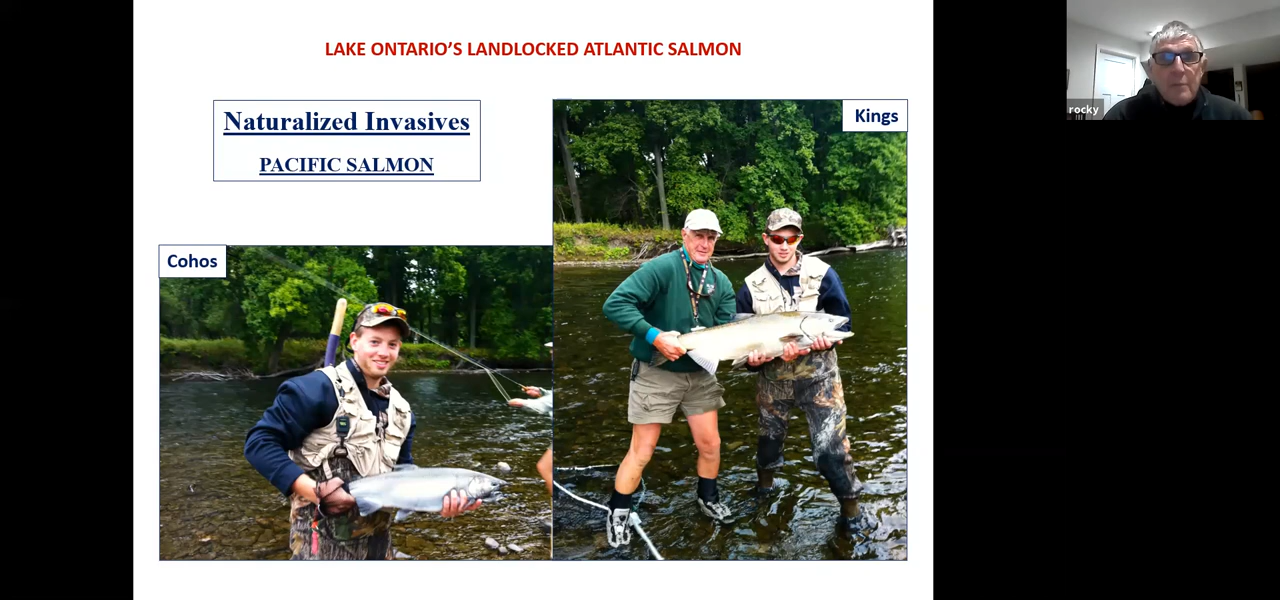 LAKE ONTARIO'S LANDLOCKED ATLANTIC SALMON
Naturalized Invasives
PACIFIC SALMON
Kings
Cohos
rocky